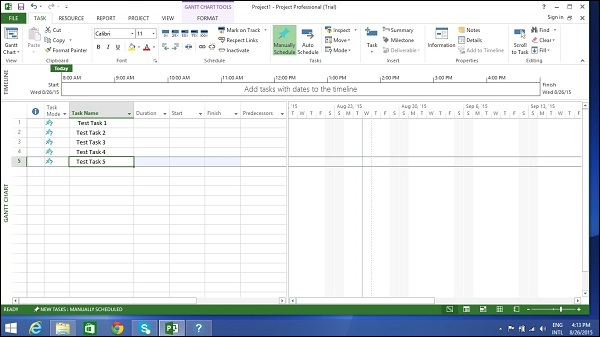 GANTT CHART TOOLS
Project1 - Project Professional (Trial)
FILE TASK RESOURCE REPORT PROJECT VIEW FORMAT
Gantt Chart
Paste
Cut
Copy
Format Painter
Calibri 11
B I U
Mark on Track
Respect Links
Inactivate
Manually Schedule
Auto Schedule
Inspect
Move
Mode
Task
Summary
Milestone
Deliverable
Information
Notes
Details
Add to Timeline
Scroll to Task
Find
Clear
Fill
View Clipboard Font Schedule Tasks Insert Properties Editing
Today
TIMELINE
8:00 AM 9:00 AM 10:00 AM 11:00 AM 12:00 PM 1:00 PM 2:00 PM 3:00 PM 4:00 PM
Start
Wed 8/26/15
Add tasks with dates to the timeline
Finish
Wed 8/26/15
Task Mode Task Name Duration Start Finish Predecessors
'15 Aug 23, '15 Aug 30, '15 Sep 6, '15 Sep 13, '15
T W T F S S M T W T F S S M T W T F S S M T W T F S S M T W T F
1 Test Task 1
2 Test Task 2
3 Test Task 3
4 Test Task 4
5 Test Task 5
GANTT CHART
READY NEW TASKS : MANUALLY SCHEDULED
ENG
INTL
4:13 PM
8/26/2015